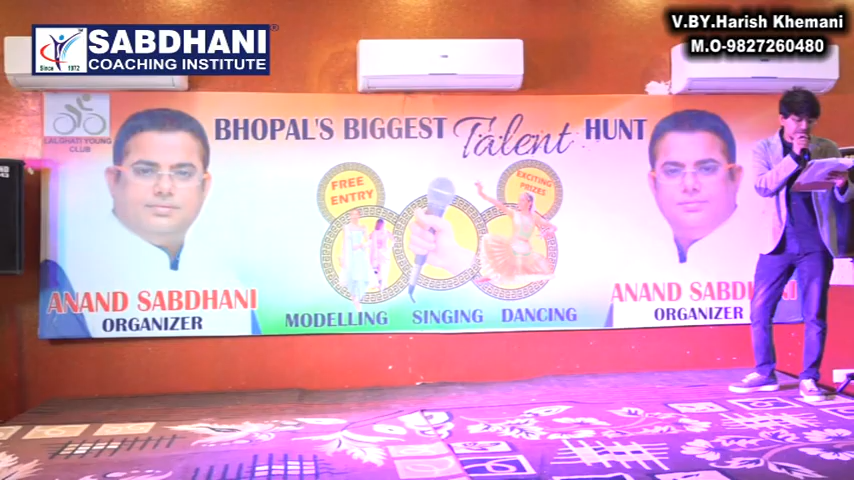 SABDHANI
COACHING INSTITUTE
Since 1972
V.BY.Harish Khemani
M.O-9827260480
LALGHATI YOUNG
CLUB
BHOPAL'S BIGGEST Talent HUNT
FREE
ENTRY
EXCITING
PRIZES
ANAND SABDHANI
ORGANIZER
MODELLING SINGING DANCING
ANAND SABDHANI
ORGANIZER